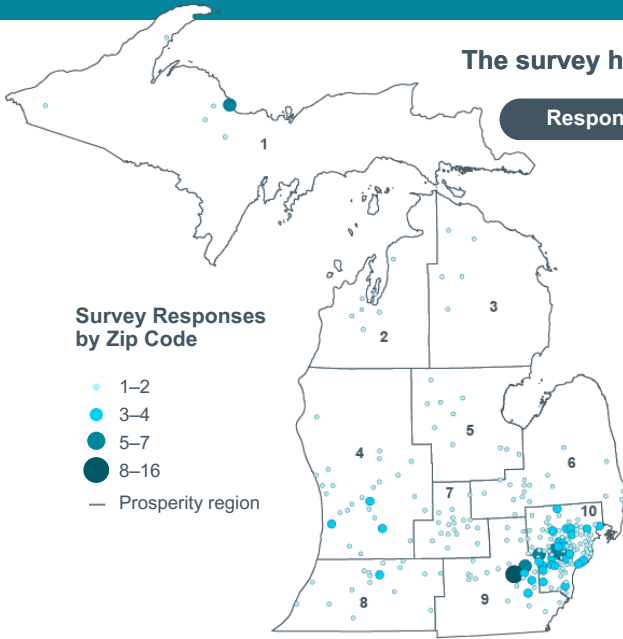 The survey h
Respon
1
3
2
Survey Responses
by Zip Code
1–2
3–4
5–7
8–16
Prosperity region
5
4
6
7
10
8
9